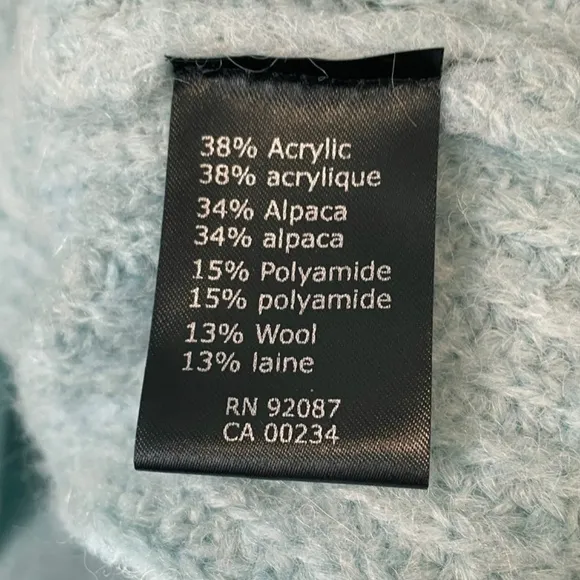 38% Acrylic
38% acrylique
34% Alpaca
34% alpaca
15% Polyamide
15% polyamide
13% Wool
13% laine
RN 92087
CA 00234